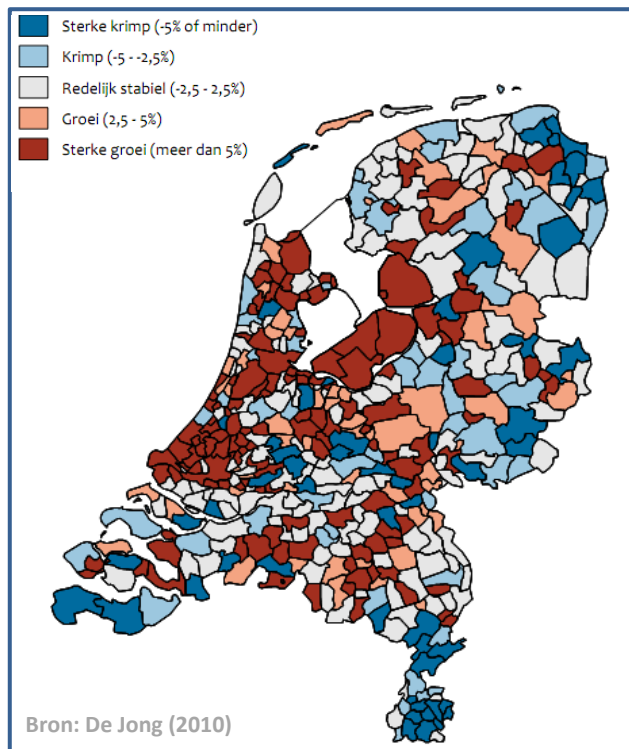 Sterke krimp (-5% of minder)
Krimp (-5 - -2,5%)
Redelijk stabiel (-2,5 - 2,5%)
Groei (2,5 - 5%)
Sterke groei (meer dan 5%)
Bron: De Jong (2010)